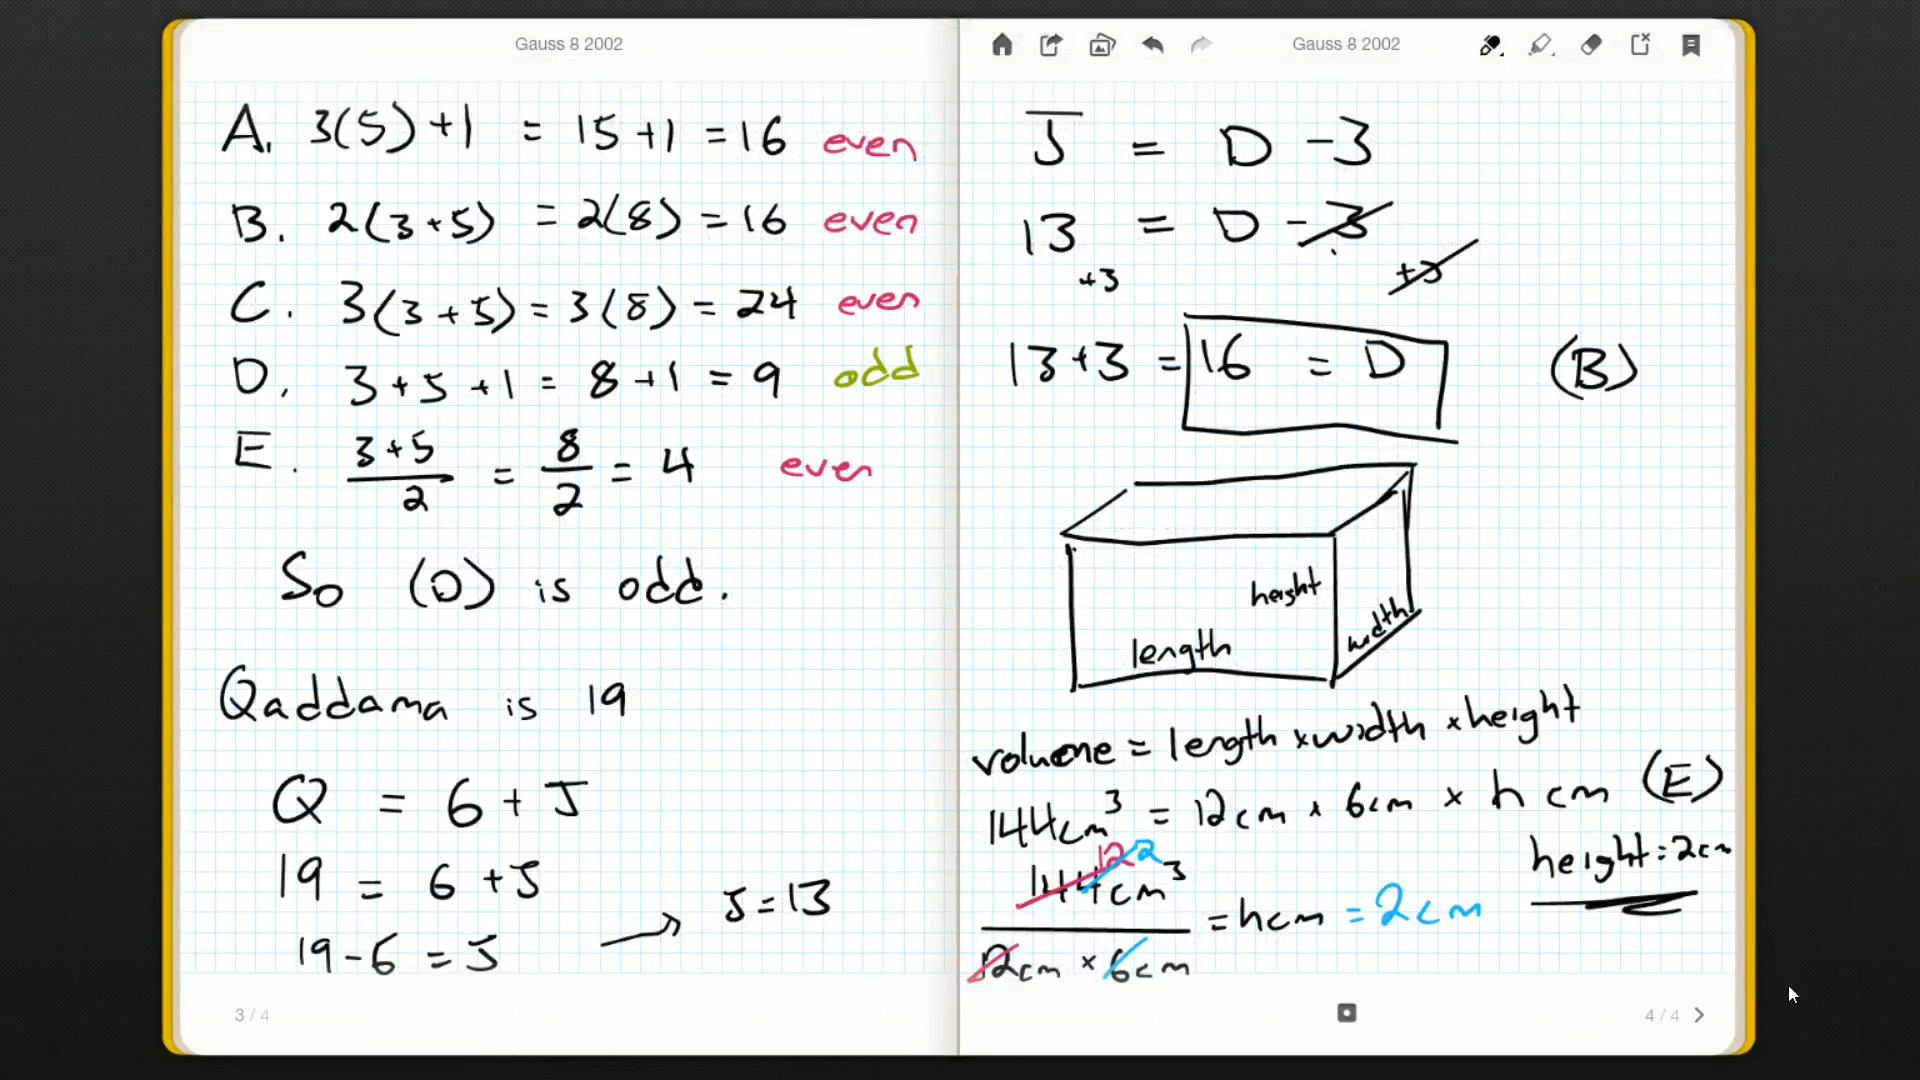 Gauss 8 2002
A. 3(5)+1 = 15+1 = 16 even
B. 2(3+5) = 2(8) = 16 even
C. 3(3+5) = 3(8) = 24 even
D. 3+5+1 = 8+1 = 9 odd
E. 3+5/2 = 8/2 = 4 even
So (D) is odd.
Qaddama is 19
Q = 6 + J
19 = 6 + J
19-6 = J → J = 13
3 / 4
Gauss 8 2002
J = D - 3
13 = D - 3
+3 +3
13+3 = 16 = D (B)
height
length
width
volume = length × width × height
144cm³ = 12cm × 6cm × h cm (E)
12 2
144cm³ / 12cm × 6cm = hcm = 2cm
height = 2cm
4 / 4